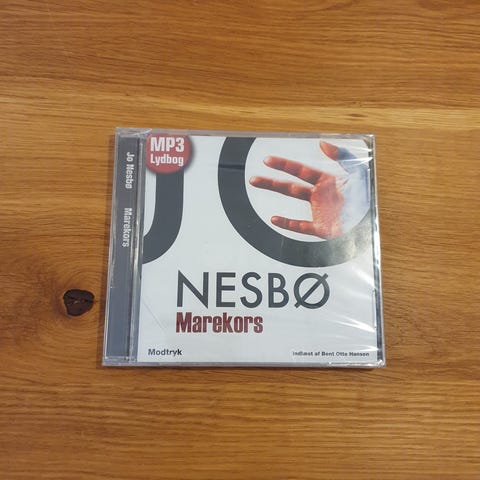 Jo Nesbø Marekors
MP3
Lydbog
JO
NESBØ
Marekors
Modtryk
Indlæst af Bent Otto Hansen